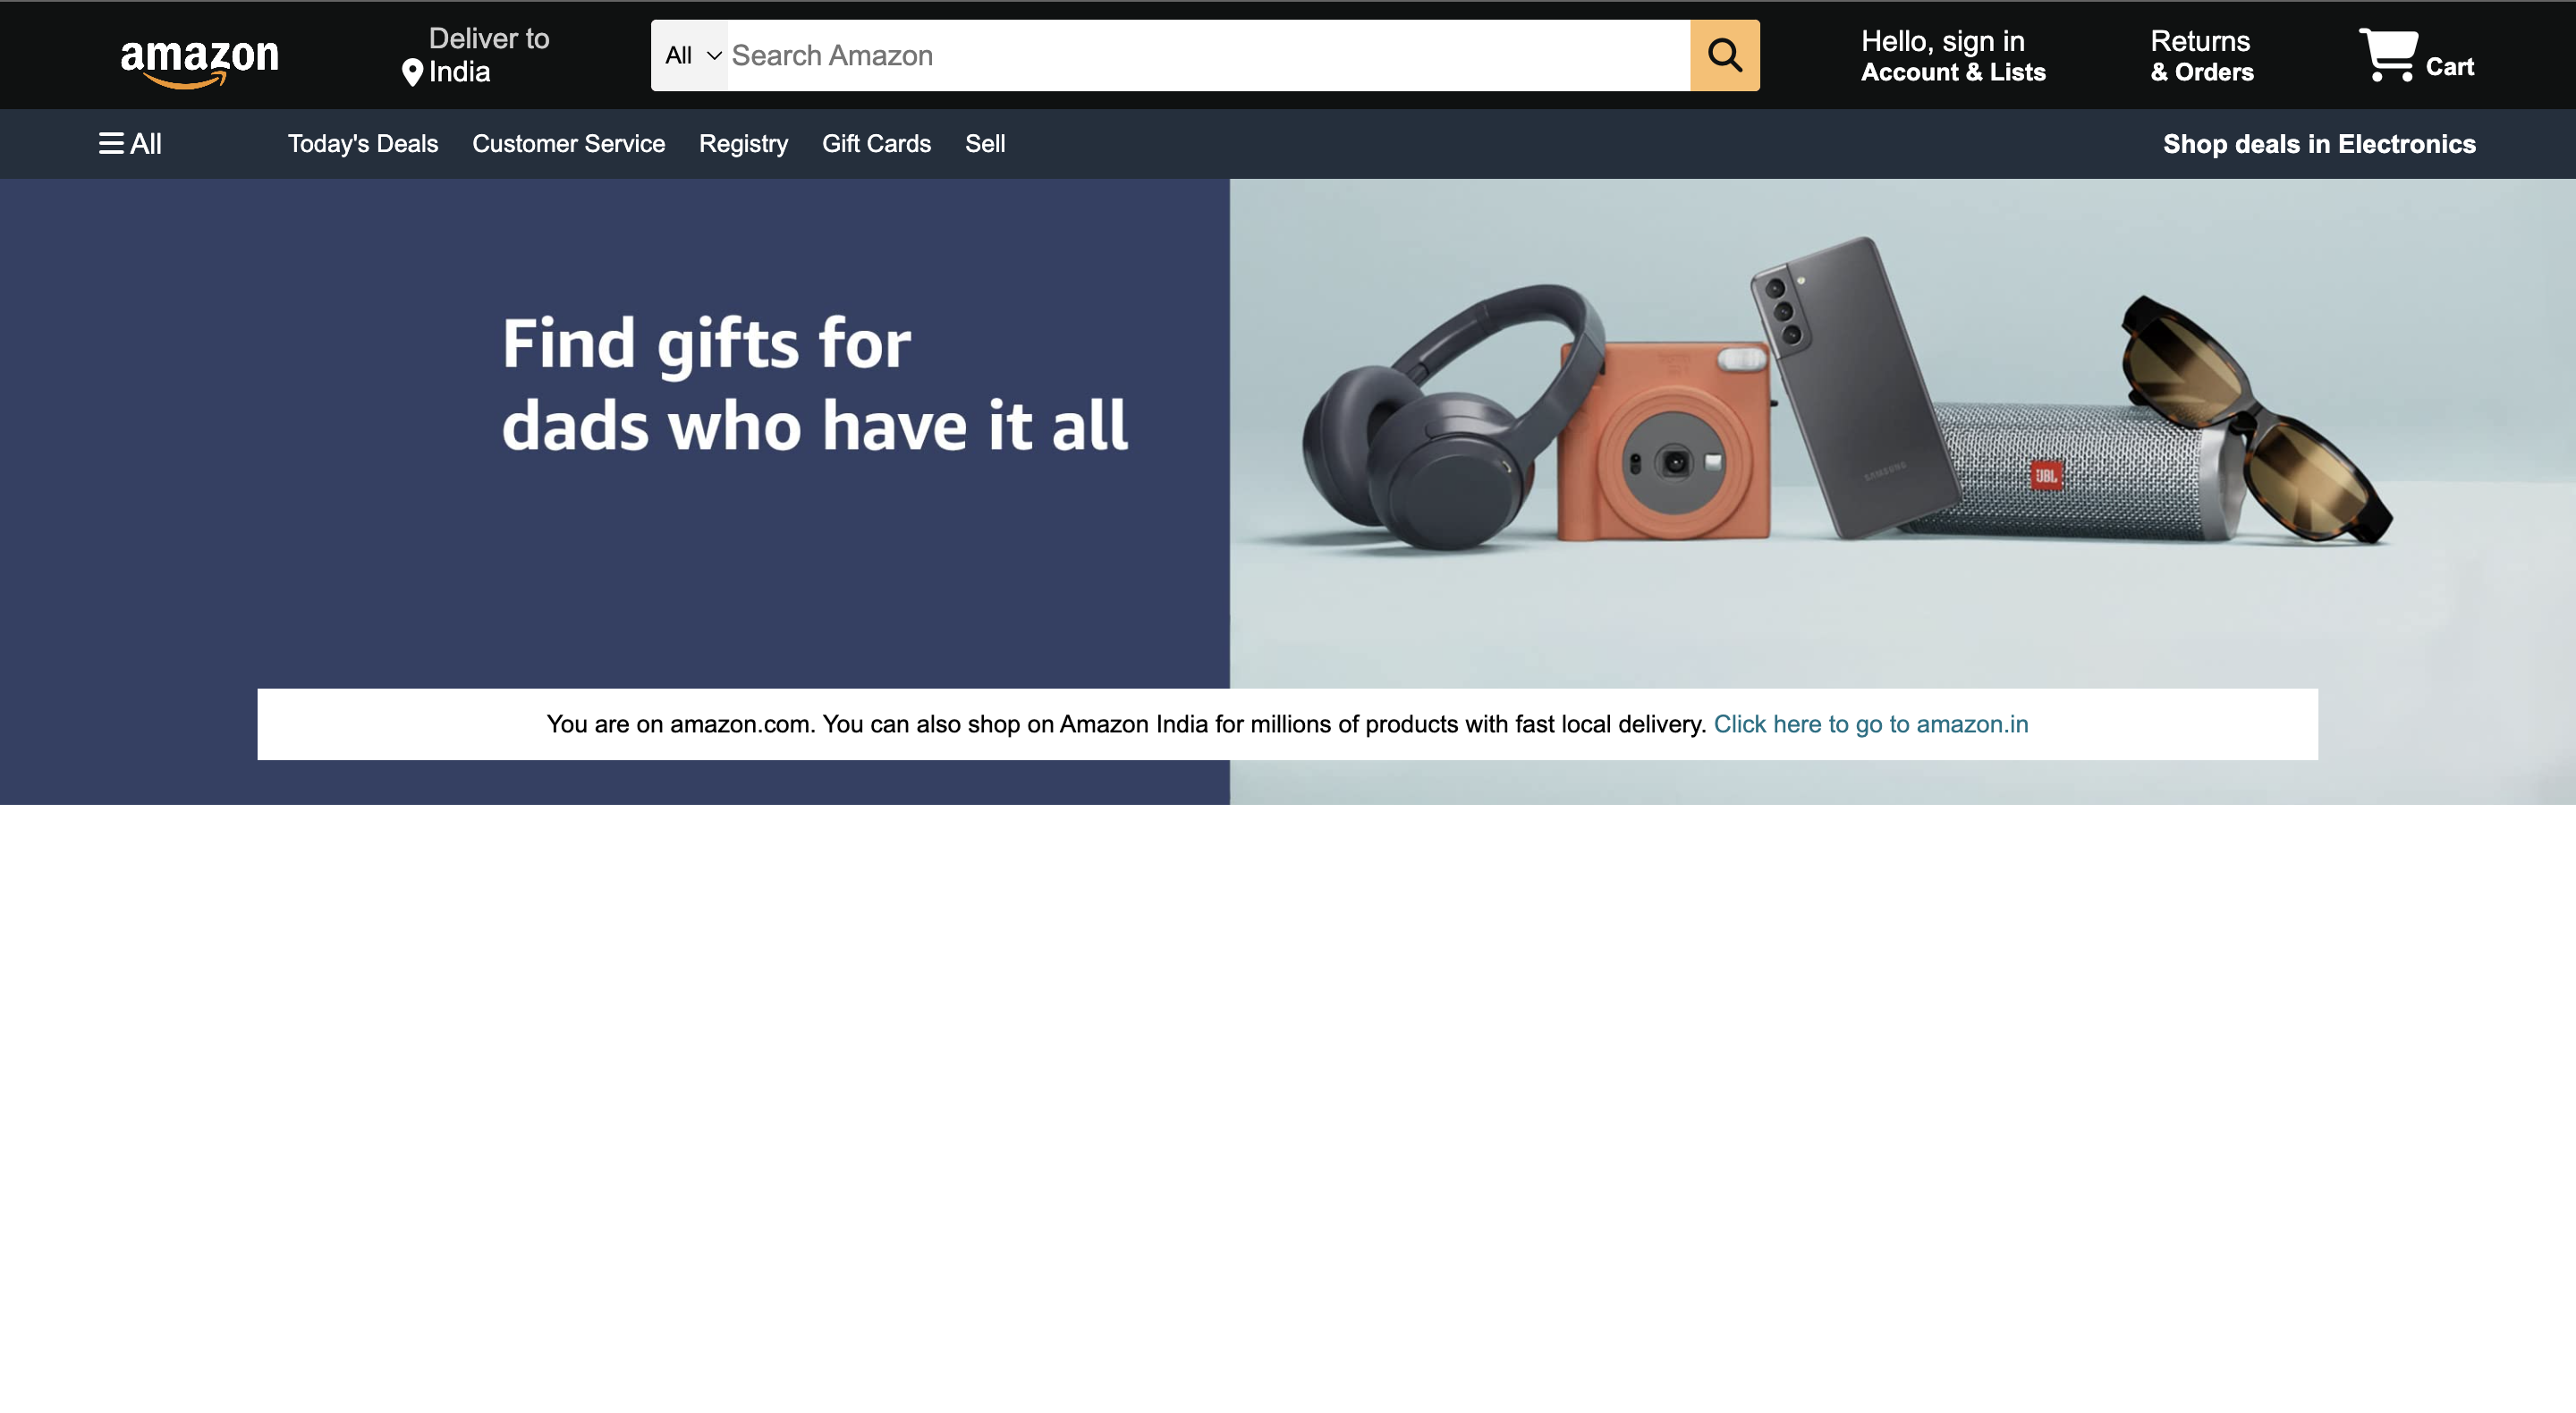 amazon
Deliver to
India
All
Search Amazon
Hello, sign in
Account & Lists
Returns
& Orders
Cart
All
Today's Deals
Customer Service
Registry
Gift Cards
Sell
Shop deals in Electronics
Find gifts for
dads who have it all
SAMSUNG
JBL
You are on amazon.com. You can also shop on Amazon India for millions of products with fast local delivery. Click here to go to amazon.in